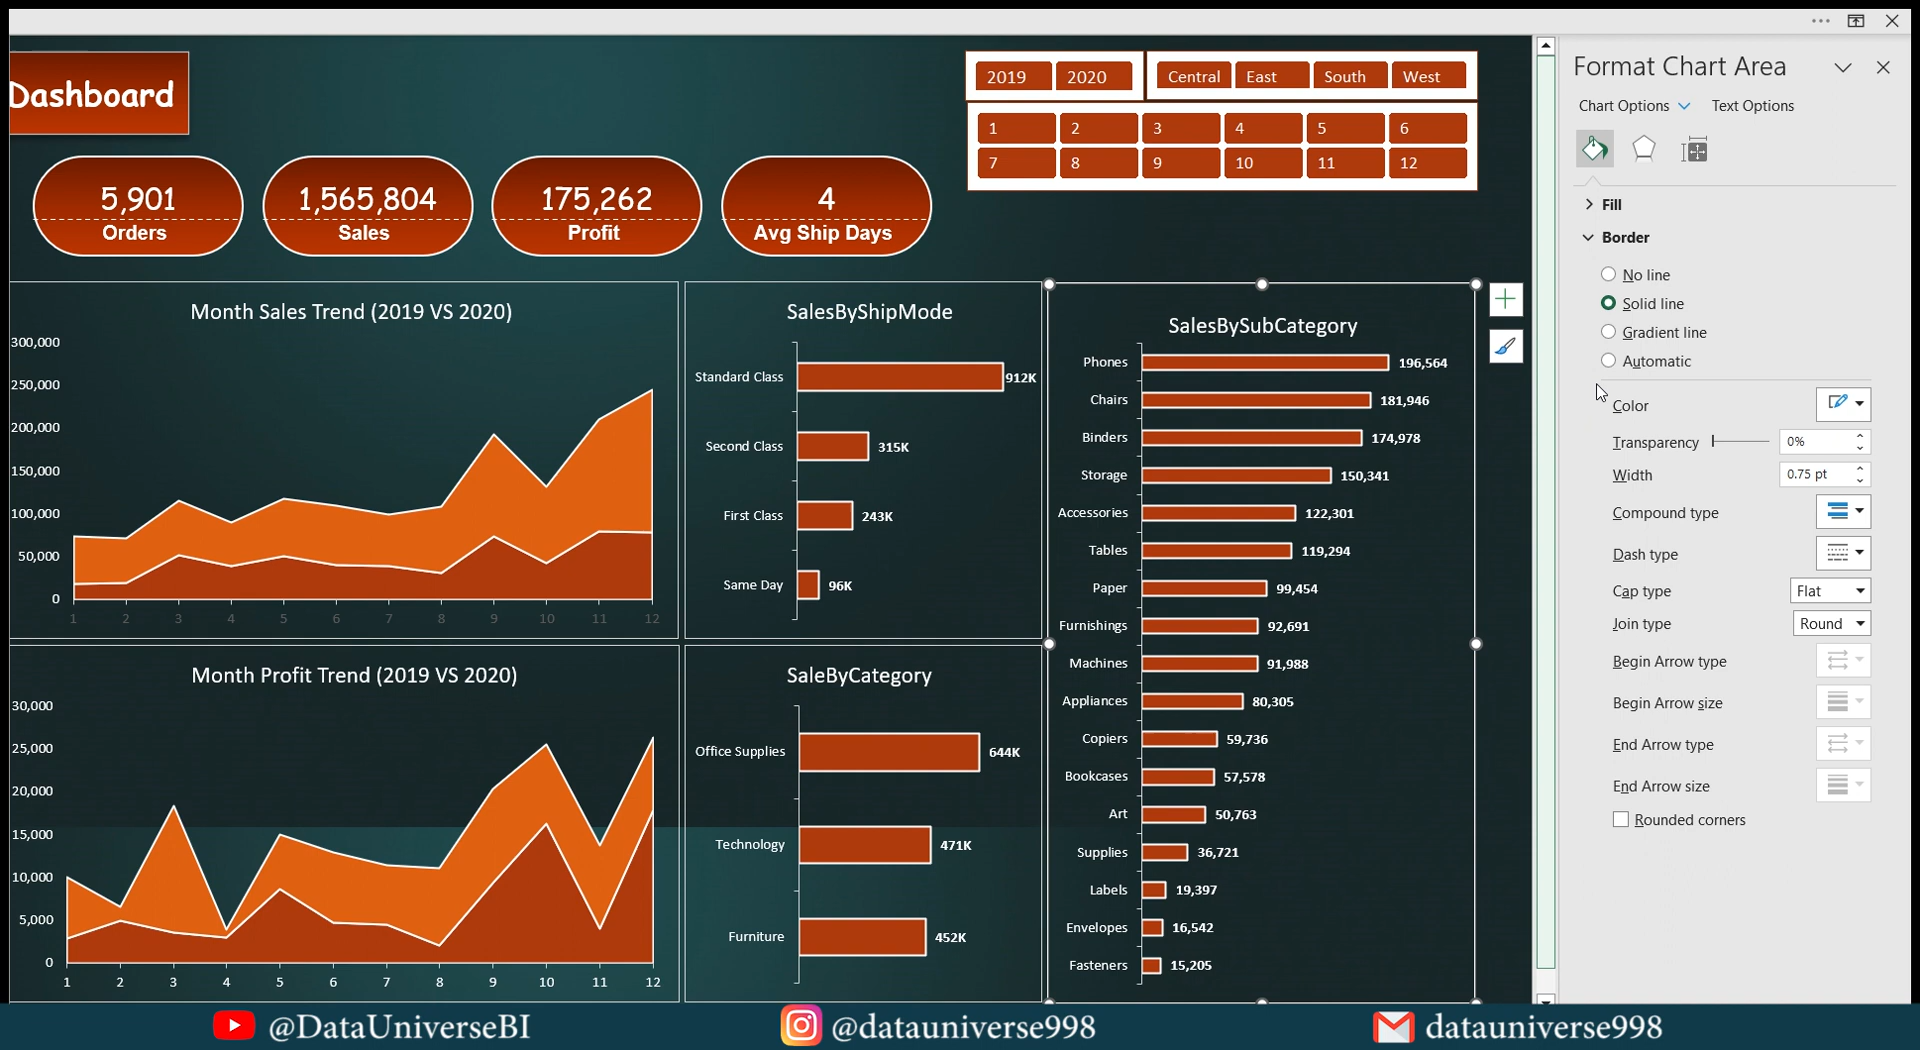 Dashboard
2019 2020
Central East South West
1 2 3 4 5 6
7 8 9 10 11 12
5,901
Orders
1,565,804
Sales
175,262
Profit
4
Avg Ship Days
Month Sales Trend (2019 VS 2020)
300,000
250,000
200,000
150,000
100,000
50,000
0
1 2 3 4 5 6 7 8 9 10 11 12
SalesByShipMode
Standard Class 912K
Second Class 315K
First Class 243K
Same Day 96K
Month Profit Trend (2019 VS 2020)
30,000
25,000
20,000
15,000
10,000
5,000
0
1 2 3 4 5 6 7 8 9 10 11 12
SaleByCategory
Office Supplies 644K
Technology 471K
Furniture 452K
SalesBySubCategory
Phones 196,564
Chairs 181,946
Binders 174,978
Storage 150,341
Accessories 122,301
Tables 119,294
Paper 99,454
Furnishings 92,691
Machines 91,988
Appliances 80,305
Copiers 59,736
Bookcases 57,578
Art 50,763
Supplies 36,721
Labels 19,397
Envelopes 16,542
Fasteners 15,205
Format Chart Area
Chart Options Text Options
Fill
Border
No line
Solid line
Gradient line
Automatic
Color
Transparency 0%
Width 0.75 pt
Compound type
Dash type
Cap type Flat
Join type Round
Begin Arrow type
Begin Arrow size
End Arrow type
End Arrow size
Rounded corners
@DataUniverseBI @datauniverse998 datauniverse998